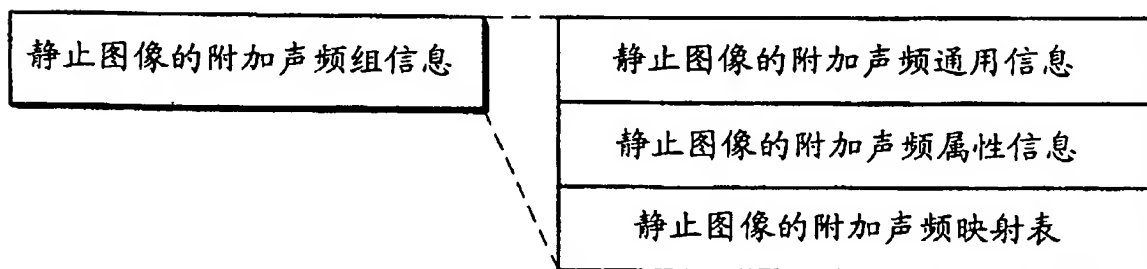 静止图像的附加声频组信息
静止图像的附加声频通用信息
静止图像的附加声频属性信息
静止图像的附加声频映射表